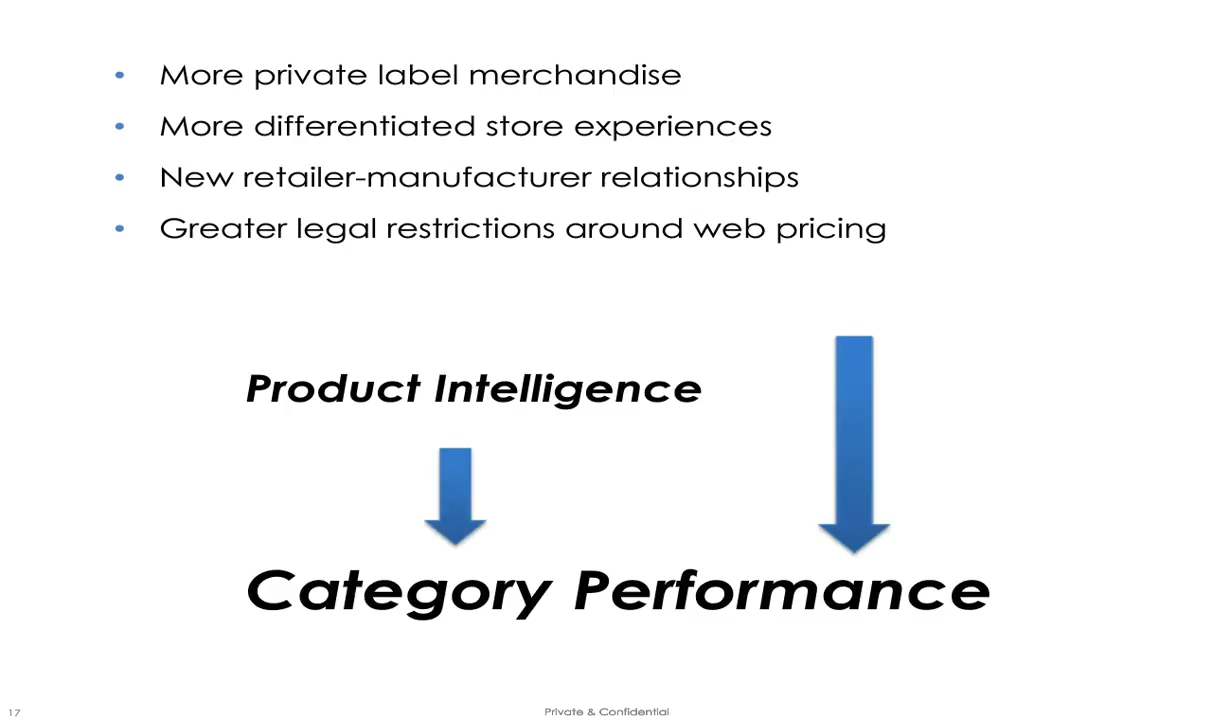 • More private label merchandise
• More differentiated store experiences
• New retailer-manufacturer relationships
• Greater legal restrictions around web pricing
Product Intelligence
Category Performance
17
Private & Confidential